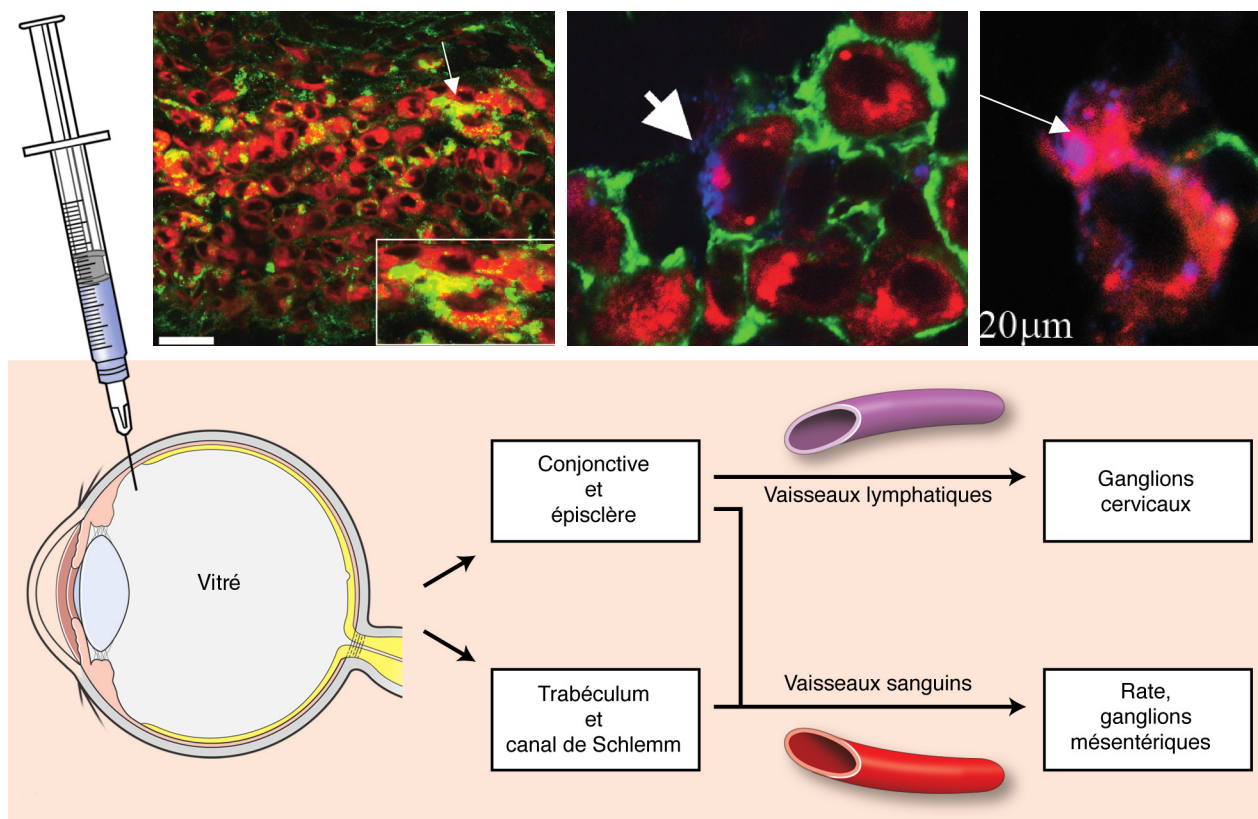 20µm
Conjonctive
et
épisclère
Vaisseaux lymphatiques
Ganglions
cervicaux
Vitré
Trabéculum
et
canal de Schlemm
Vaisseaux sanguins
Rate,
ganglions
mésentériques